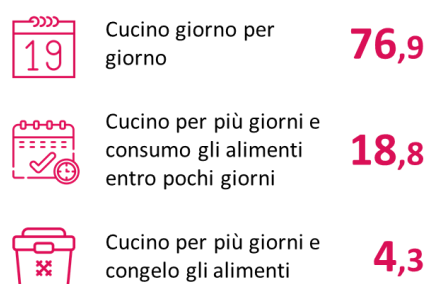 19
Cucino giorno per
giorno
76,9
Cucino per più giorni e
consumo gli alimenti
entro pochi giorni
18,8
Cucino per più giorni e
congelo gli alimenti
4,3